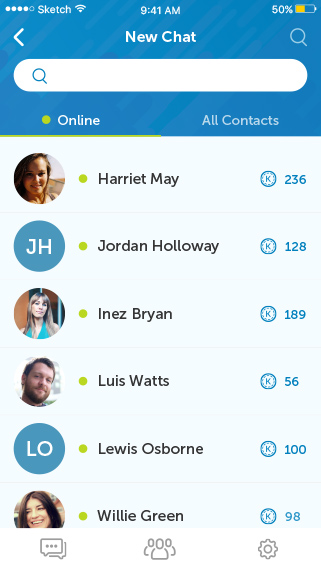 Sketch 9:41 AM 50%
New Chat
Online All Contacts
Harriet May K 236
JH Jordan Holloway K 128
Inez Bryan K 189
Luis Watts K 56
LO Lewis Osborne K 100
Willie Green K 98